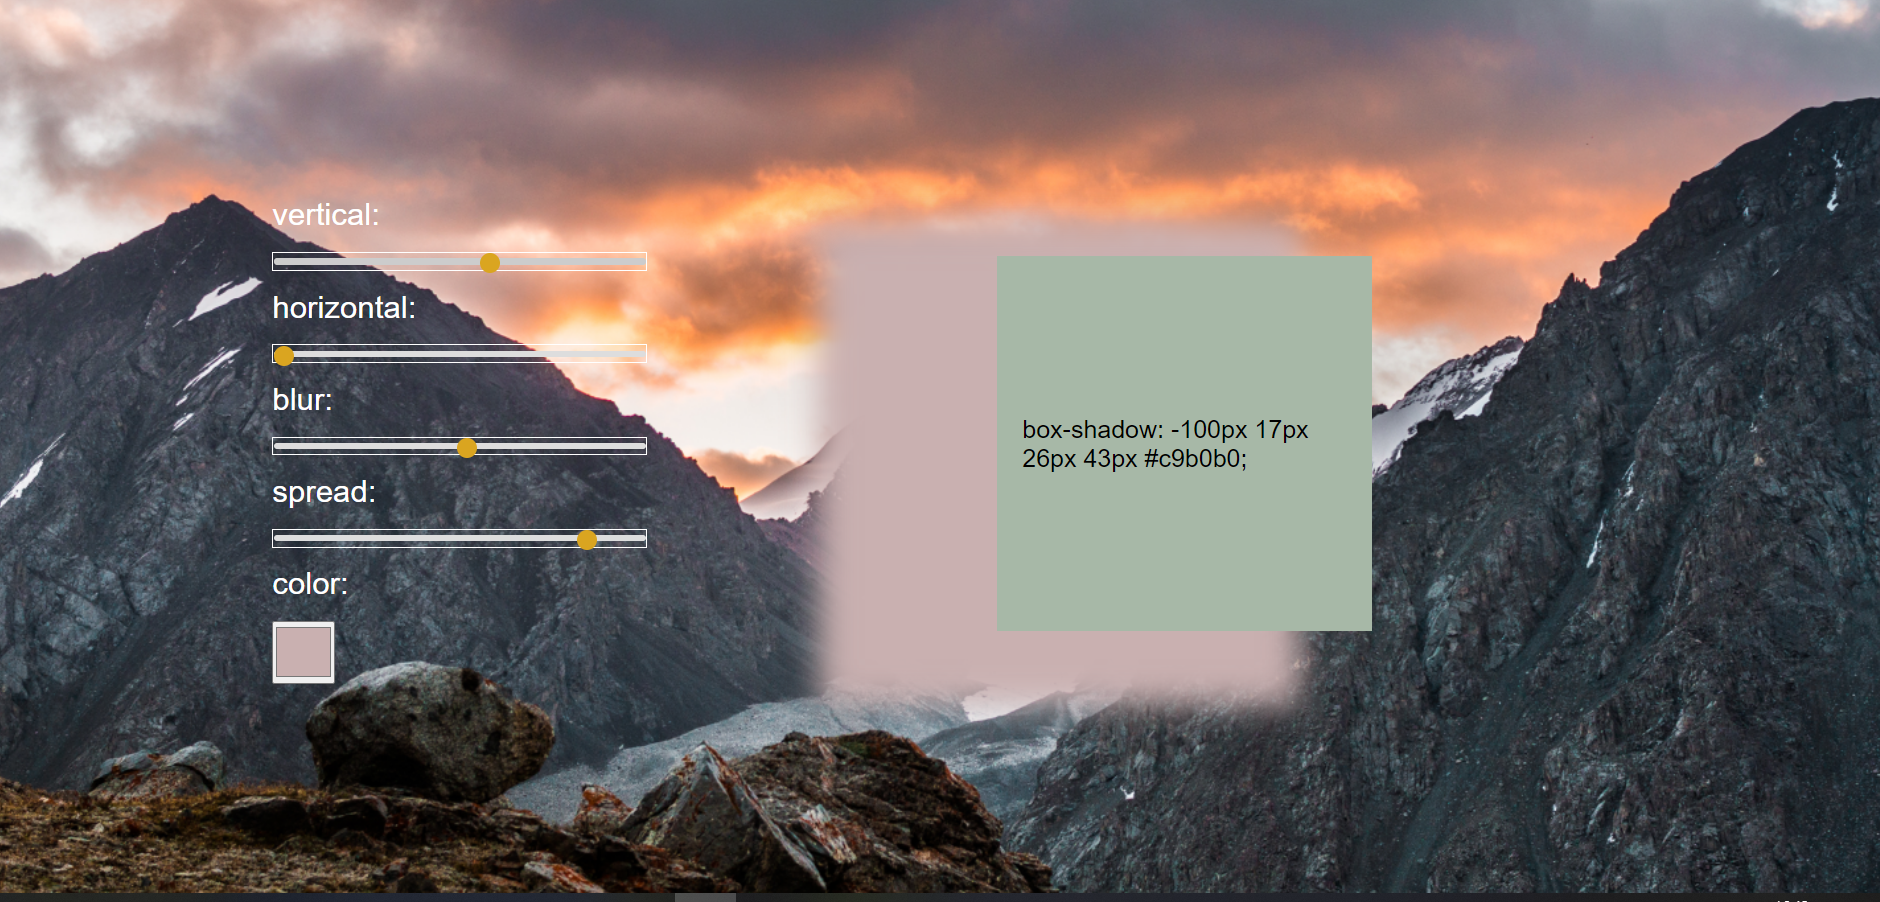 vertical:
horizontal:
blur:
spread:
color:
box-shadow: -100px 17px
26px 43px #c9b0b0;